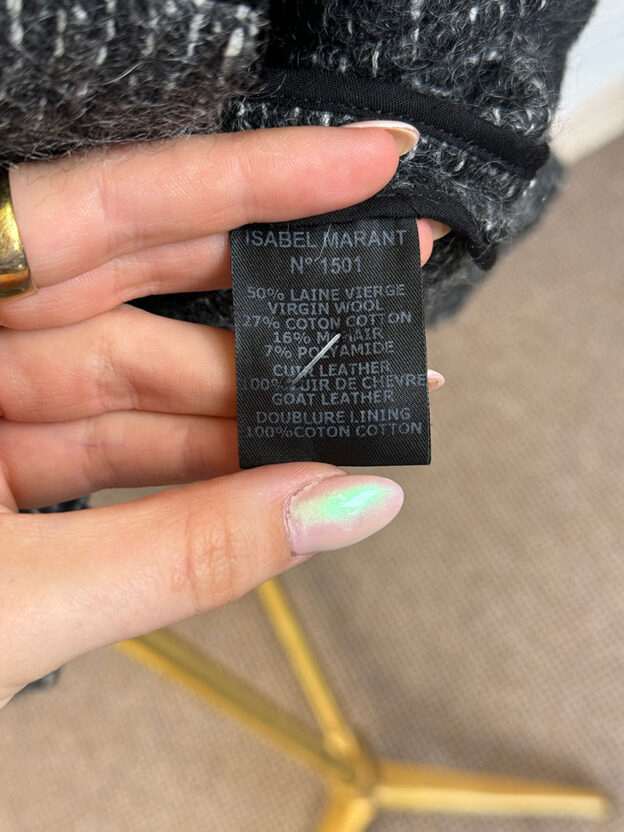 ISABEL MARANT
N° 1501
50% LAINE VIERGE
VIRGIN WOOL
27% COTON COTTON
16% MOHAIR
7% POLYAMIDE
CUIR LEATHER
100% CUIR DE CHEVRE
GOAT LEATHER
DOUBLURE LINING
100%COTON COTTON